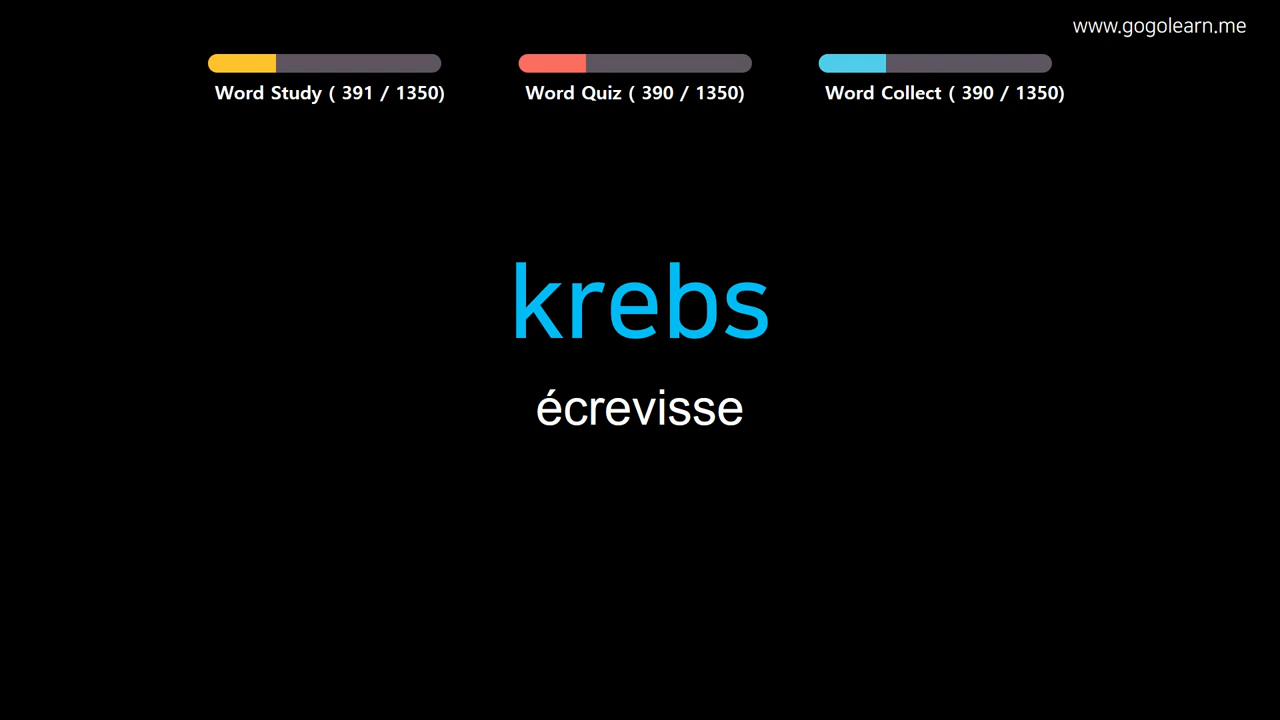 www.gogolearn.me
Word Study ( 391 / 1350)
Word Quiz ( 390 / 1350)
Word Collect ( 390 / 1350)
krebs
écrevisse